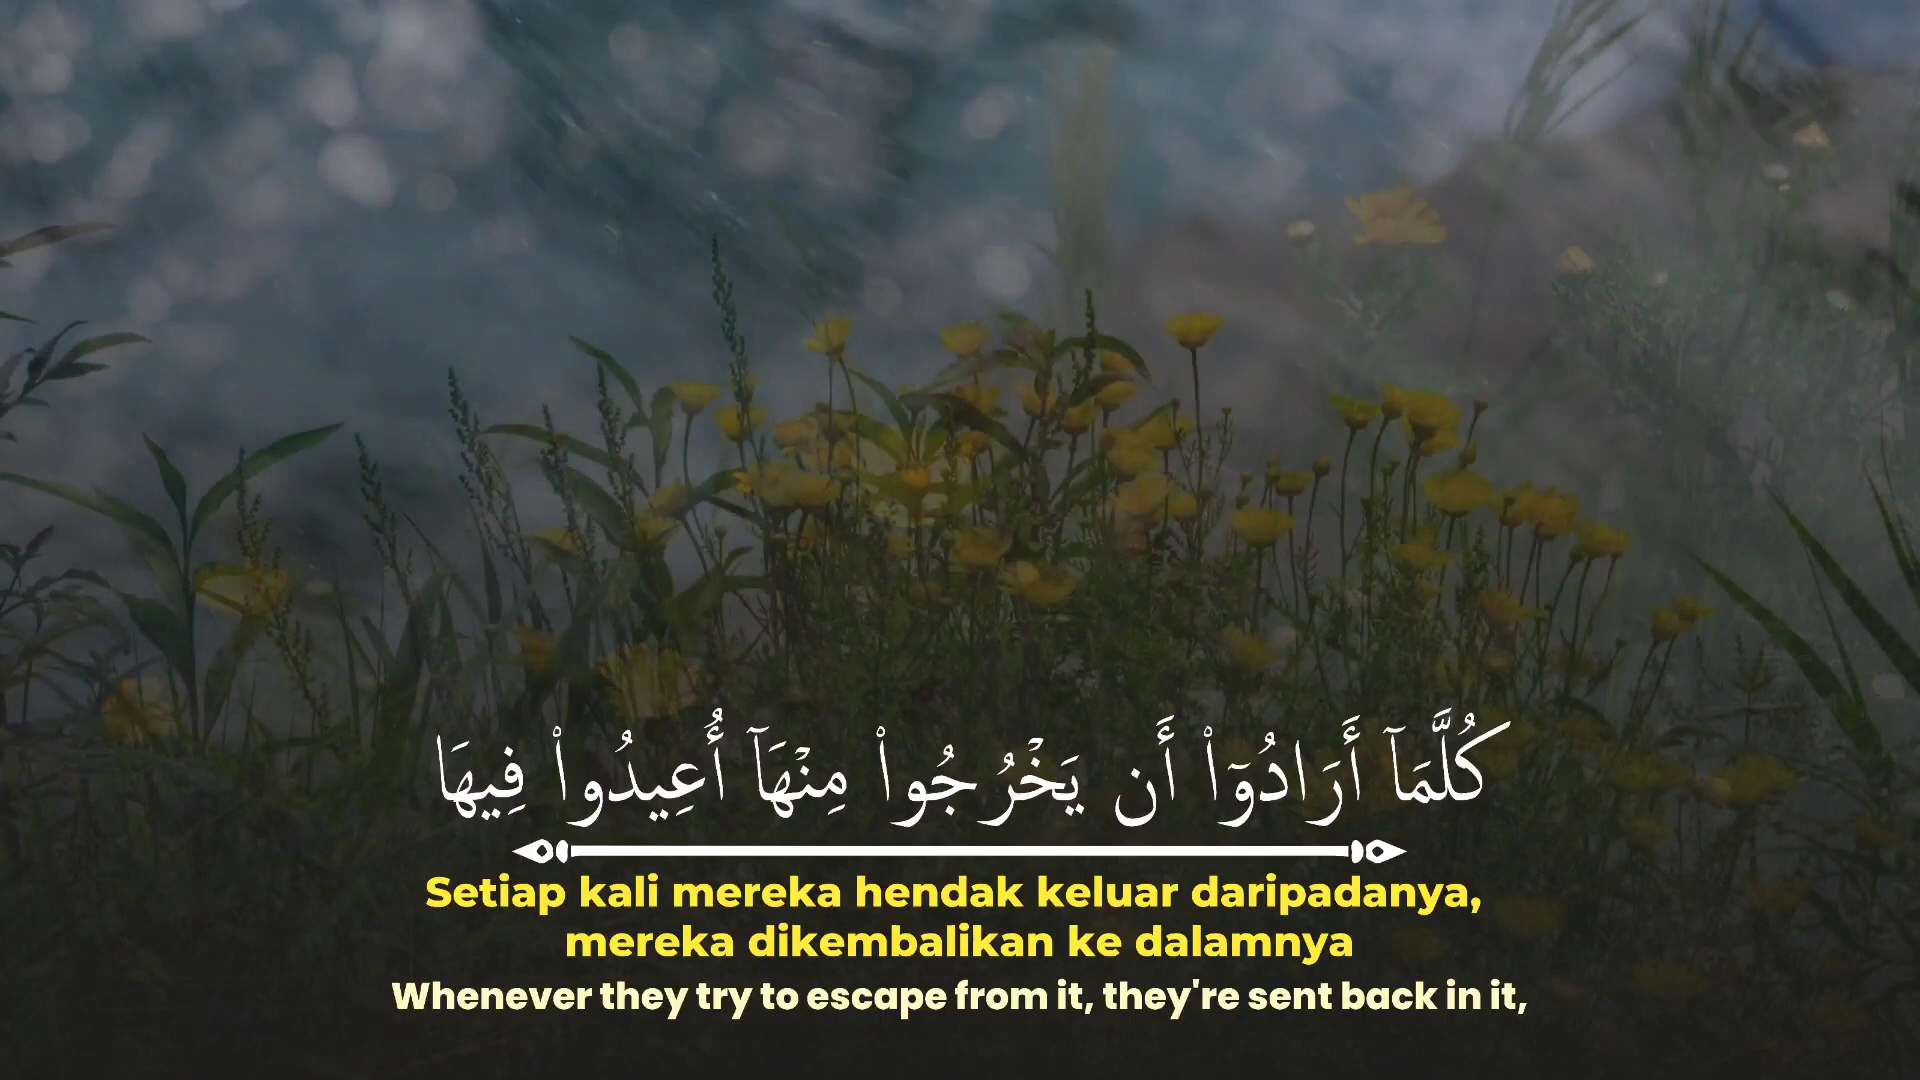 كُلَّمَآ أَرَادُوٓا۟ أَن يَخْرُجُوا۟ مِنْهَآ أُعِيدُوا۟ فِيهَا
Setiap kali mereka hendak keluar daripadanya,
mereka dikembalikan ke dalamnya
Whenever they try to escape from it, they're sent back in it,